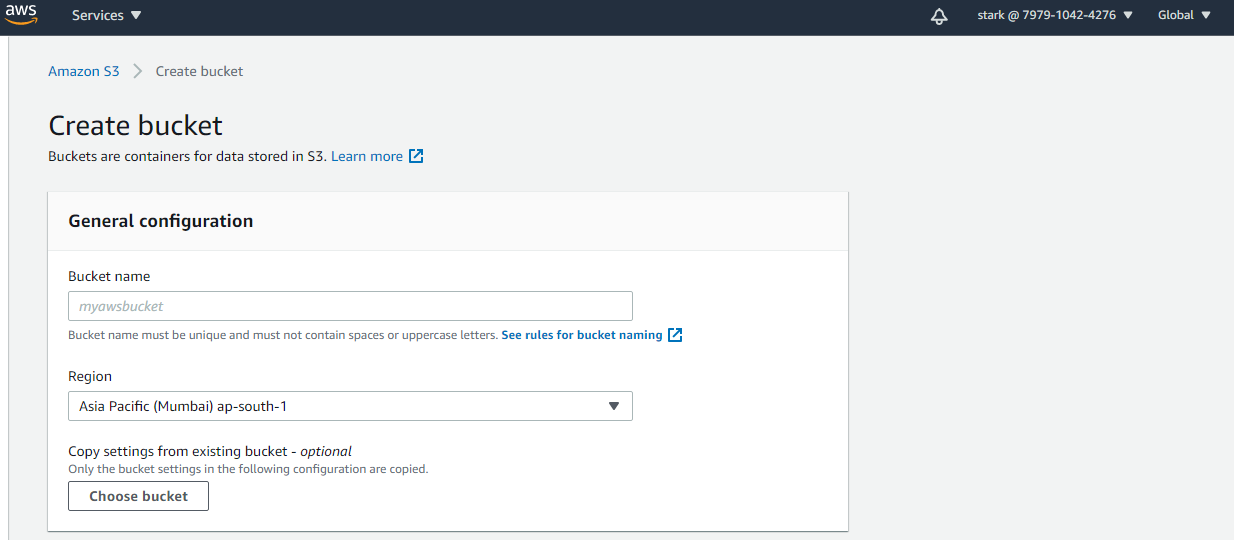 aws Services stark @ 7979-1042-4276 Global
Amazon S3 Create bucket
Create bucket
Buckets are containers for data stored in S3. Learn more
General configuration
Bucket name
myawsbucket
Bucket name must be unique and must not contain spaces or uppercase letters. See rules for bucket naming
Region
Asia Pacific (Mumbai) ap-south-1
Copy settings from existing bucket - optional
Only the bucket settings in the following configuration are copied.
Choose bucket